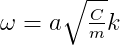 ω = a√(C/m) k